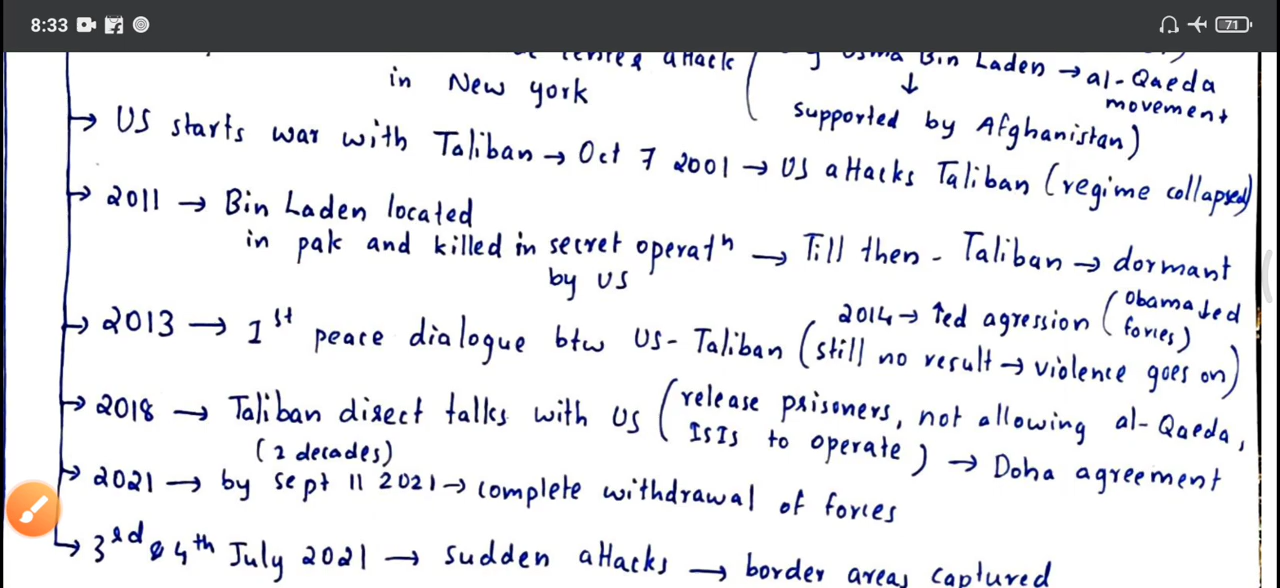 8:33
71
attack
Bin Laden → al-Qaeda
in New york
movement
supported by Afghanistan)
→ US starts war with Taliban → Oct 7 2001 → US attacks Taliban (regime collapsed)
→ 2011 → Bin Laden located
in pak and killed in secret operatn → Till then - Taliban → dormant
by US
2014 → ↑ed agression (Obama ↓ed
forces)
→ 2013 → 1st peace dialogue btw US - Taliban (still no result → violence goes on)
→ 2018 → Taliban direct talks with US (release prisoners, not allowing al-Qaeda,
ISIS to operate) → Doha agreement
(2 decades)
→ 2021 → by sept 11 2021 → complete withdrawal of forces
→ 3rd & 4th July 2021 → sudden attacks → border areas captured